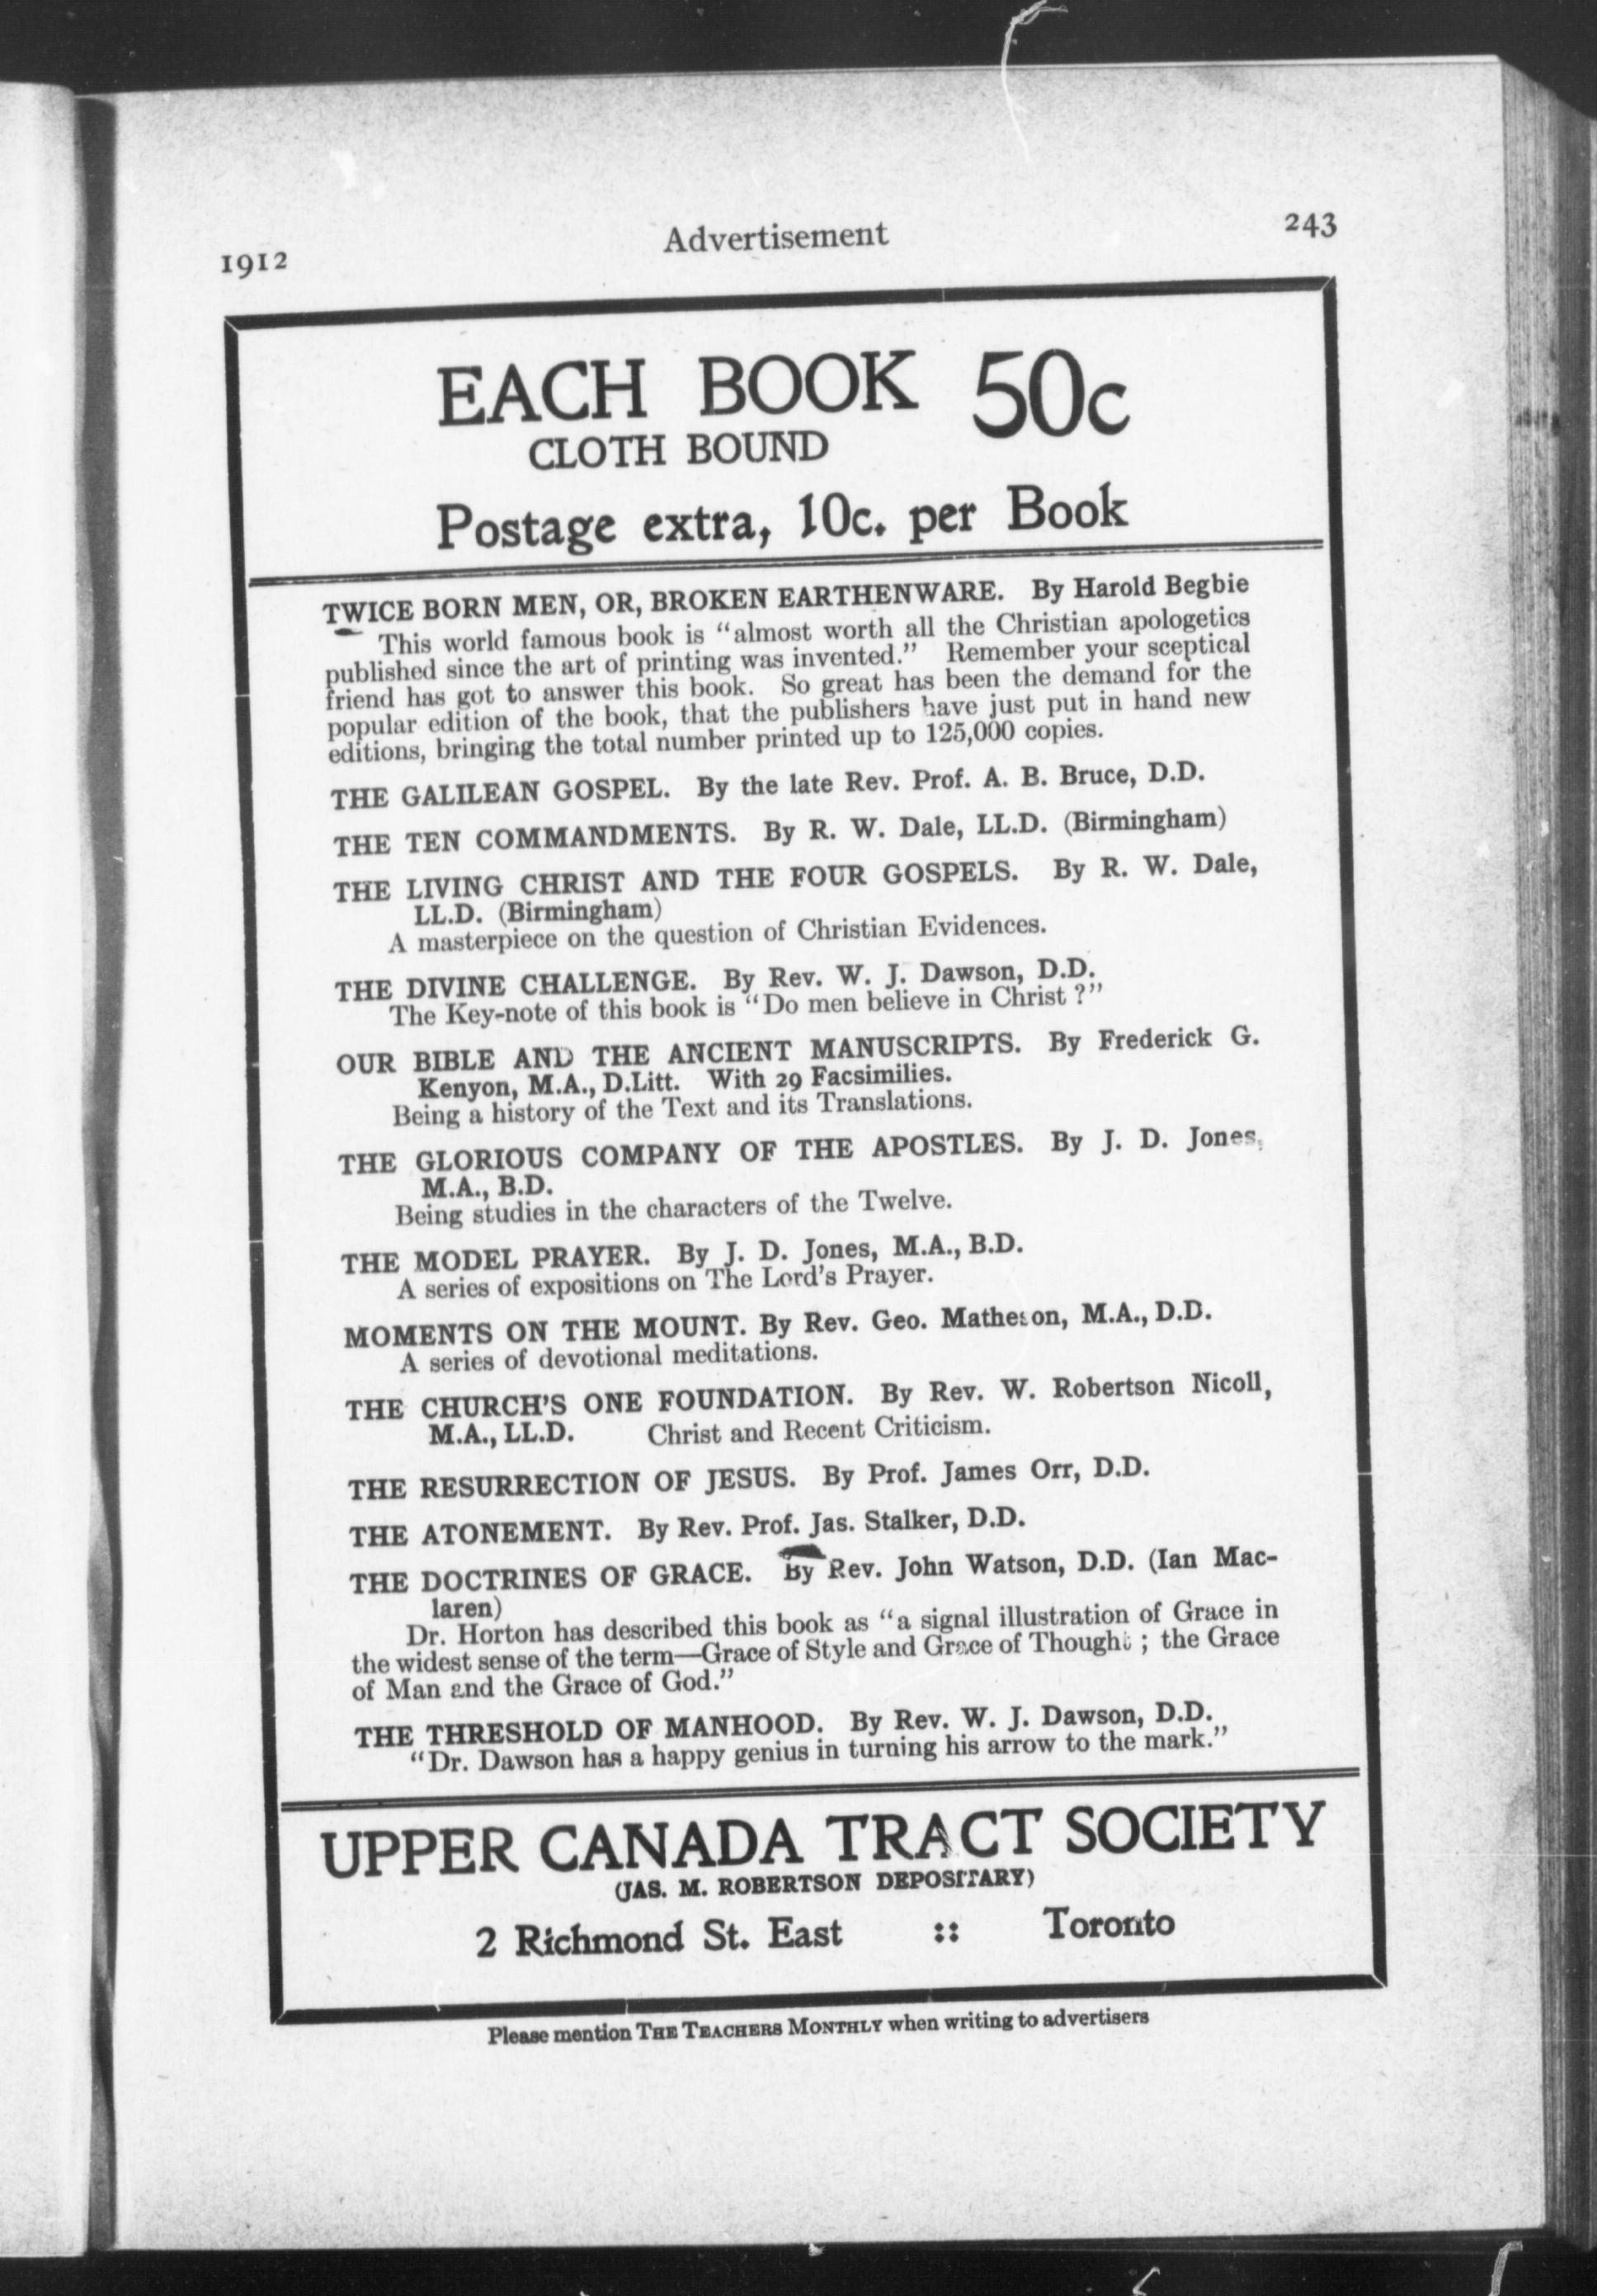 1912
Advertisement
243
EACH BOOK 50c
CLOTH BOUND
Postage extra, 10c. per Book
TWICE BORN MEN, OR, BROKEN EARTHENWARE. By Harold Begbie
This world famous book is "almost worth all the Christian apologetics
published since the art of printing was invented." Remember your sceptical
friend has got to answer this book. So great has been the demand for the
popular edition of the book, that the publishers have just put in hand new
editions, bringing the total number printed up to 125,000 copies.
THE GALILEAN GOSPEL. By the late Rev. Prof. A. B. Bruce, D.D.
THE TEN COMMANDMENTS. By R. W. Dale, LL.D. (Birmingham)
THE LIVING CHRIST AND THE FOUR GOSPELS. By R. W. Dale,
LL.D. (Birmingham)
A masterpiece on the question of Christian Evidences.
THE DIVINE CHALLENGE. By Rev. W. J. Dawson, D.D.
The Key-note of this book is "Do men believe in Christ ?"
OUR BIBLE AND THE ANCIENT MANUSCRIPTS. By Frederick G.
Kenyon, M.A., D.Litt. With 29 Facsimilies.
Being a history of the Text and its Translations.
THE GLORIOUS COMPANY OF THE APOSTLES. By J. D. Jones,
M.A., B.D.
Being studies in the characters of the Twelve.
THE MODEL PRAYER. By J. D. Jones, M.A., B.D.
A series of expositions on The Lord's Prayer.
MOMENTS ON THE MOUNT. By Rev. Geo. Matheson, M.A., D.D.
A series of devotional meditations.
THE CHURCH'S ONE FOUNDATION. By Rev. W. Robertson Nicoll,
M.A., LL.D. Christ and Recent Criticism.
THE RESURRECTION OF JESUS. By Prof. James Orr, D.D.
THE ATONEMENT. By Rev. Prof. Jas. Stalker, D.D.
THE DOCTRINES OF GRACE. By Rev. John Watson, D.D. (Ian Mac-
laren)
Dr. Horton has described this book as "a signal illustration of Grace in
the widest sense of the term—Grace of Style and Grace of Thought ; the Grace
of Man and the Grace of God."
THE THRESHOLD OF MANHOOD. By Rev. W. J. Dawson, D.D.
"Dr. Dawson has a happy genius in turning his arrow to the mark."
UPPER CANADA TRACT SOCIETY
(JAS. M. ROBERTSON DEPOSITARY)
2 Richmond St. East :: Toronto
Please mention THE TEACHERS MONTHLY when writing to advertisers